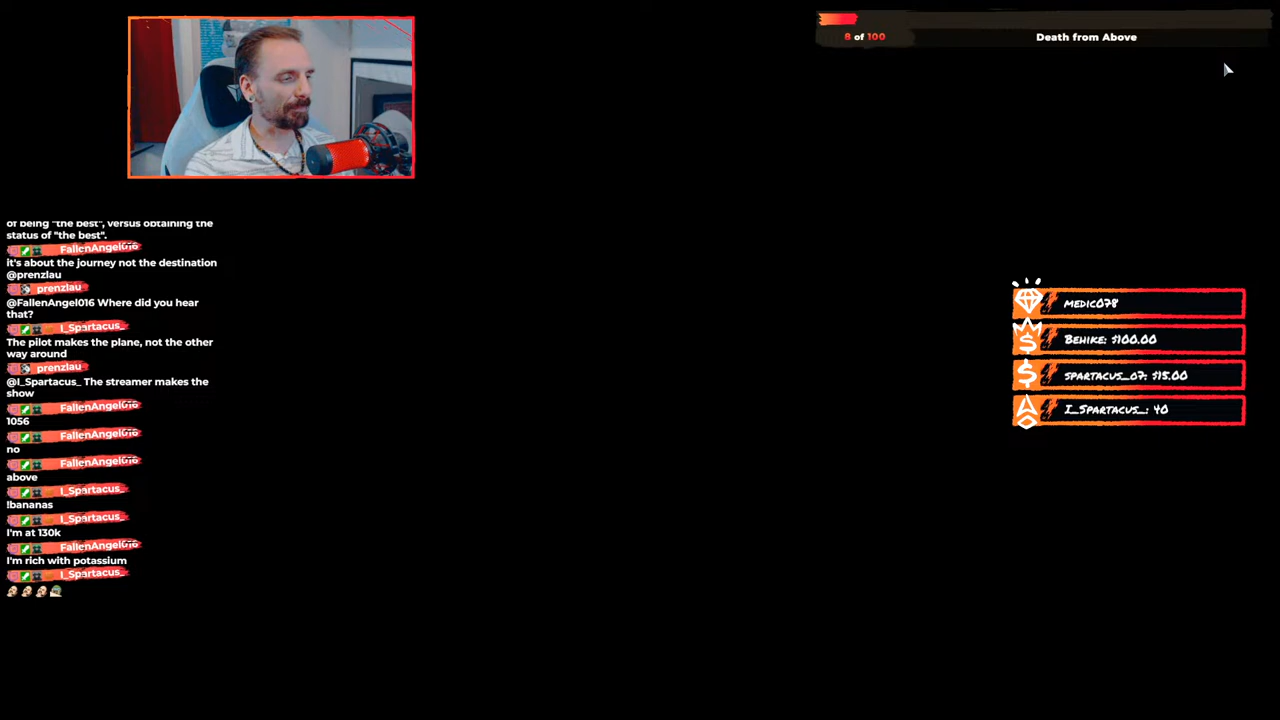 8 of 100
Death from Above
of being "the best", versus obtaining the
status of "the best".
FallenAngel016
it's about the journey not the destination
@prenzlau
prenzlau
@FallenAngel016 Where did you hear
that?
I_Spartacus_
The pilot makes the plane, not the other
way around
prenzlau
@I_Spartacus_ The streamer makes the
show
FallenAngel016
1056
FallenAngel016
no
FallenAngel016
above
I_Spartacus_
!bananas
I_Spartacus_
I'm at 130k
FallenAngel016
I'm rich with potassium
I_Spartacus_
medic078
Behike: $100.00
spartacus_07: $15.00
I_Spartacus_: 40